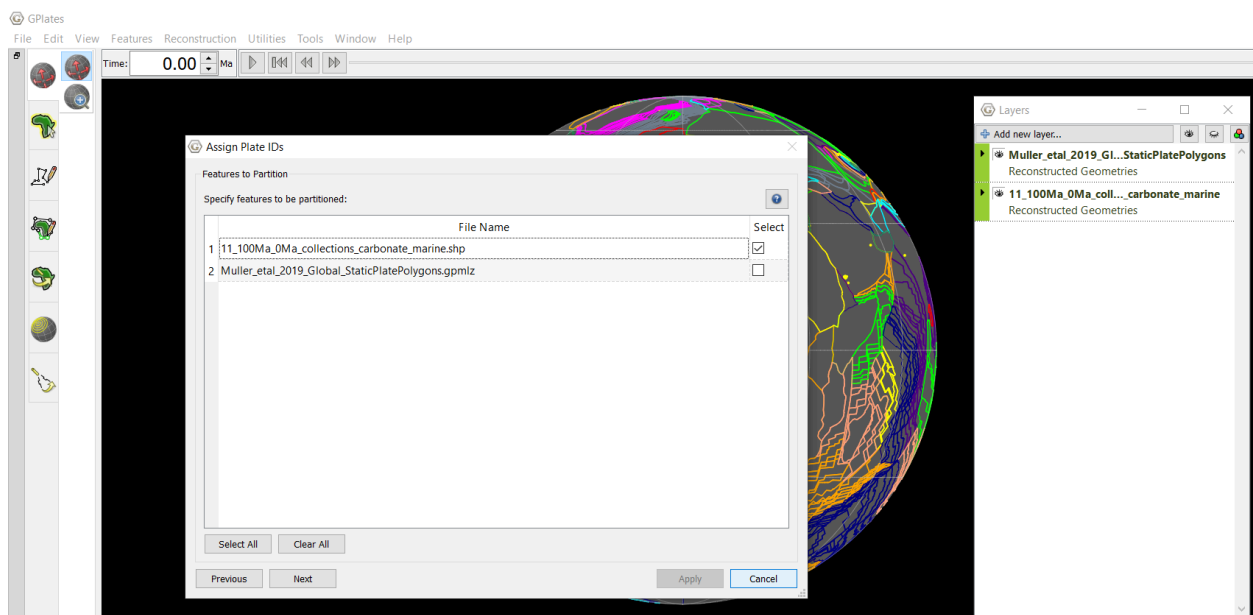 GPlates
File Edit View Features Reconstruction Utilities Tools Window Help
Time: 0.00 Ma
Layers
Add new layer...
Muller_etal_2019_Gl...StaticPlatePolygons
Reconstructed Geometries
11_100Ma_0Ma_coll..._carbonate_marine
Reconstructed Geometries
Assign Plate IDs
Features to Partition
Specify features to be partitioned:
File Name Select
1 11_100Ma_0Ma_collections_carbonate_marine.shp
2 Muller_etal_2019_Global_StaticPlatePolygons.gpmlz
Select All Clear All
Previous Next Apply Cancel